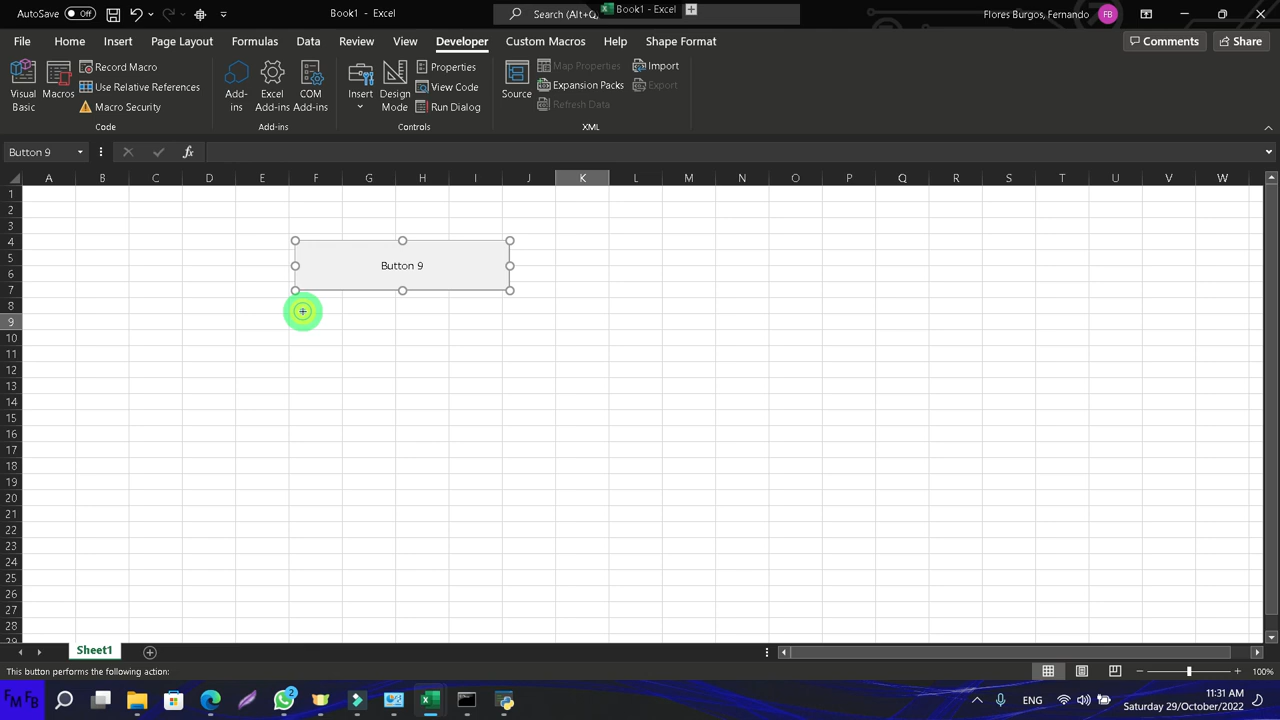 AutoSave Off Book1 - Excel Search (Alt+Q) Book1 - Excel Flores Burgos, Fernando FB
File Home Insert Page Layout Formulas Data Review View Developer Custom Macros Help Shape Format Comments Share
Visual Basic
Macros
Record Macro
Use Relative References
Macro Security
Code
Add-ins
Excel Add-ins
COM Add-ins
Add-ins
Insert
Design Mode
Properties
View Code
Run Dialog
Controls
Source
Map Properties
Expansion Packs
Refresh Data
Import
Export
XML
Button 9 fx
A B C D E F G H I J K L M N O P Q R S T U V W
1
2
3
4
5
6
7
8
9
10
11
12
13
14
15
16
17
18
19
20
21
22
23
24
25
26
27
28
29
Button 9
Sheet1
This button performs the following action: 100%
FM FB 2 ENG 11:31 AM
Saturday 29/October/2022